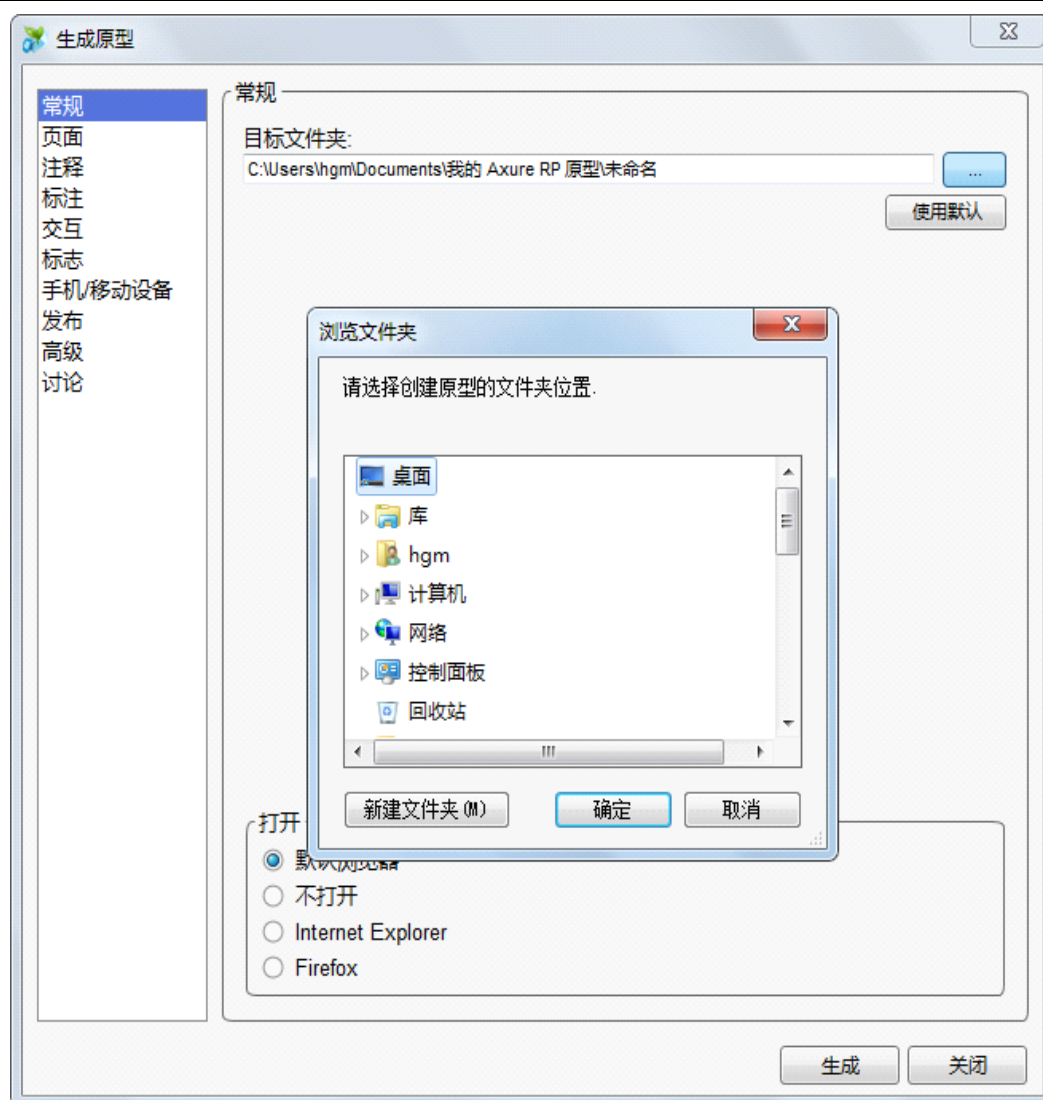 生成原型
常规
页面
注释
标注
交互
标志
手机/移动设备
发布
高级
讨论
常规
目标文件夹:
C:\Users\hgm\Documents\我的 Axure RP 原型\未命名
...
使用默认
浏览文件夹
请选择创建原型的文件夹位置.
桌面
库
hgm
计算机
网络
控制面板
回收站
新建文件夹(M)
确定
取消
打开
默认浏览器
不打开
Internet Explorer
Firefox
生成
关闭